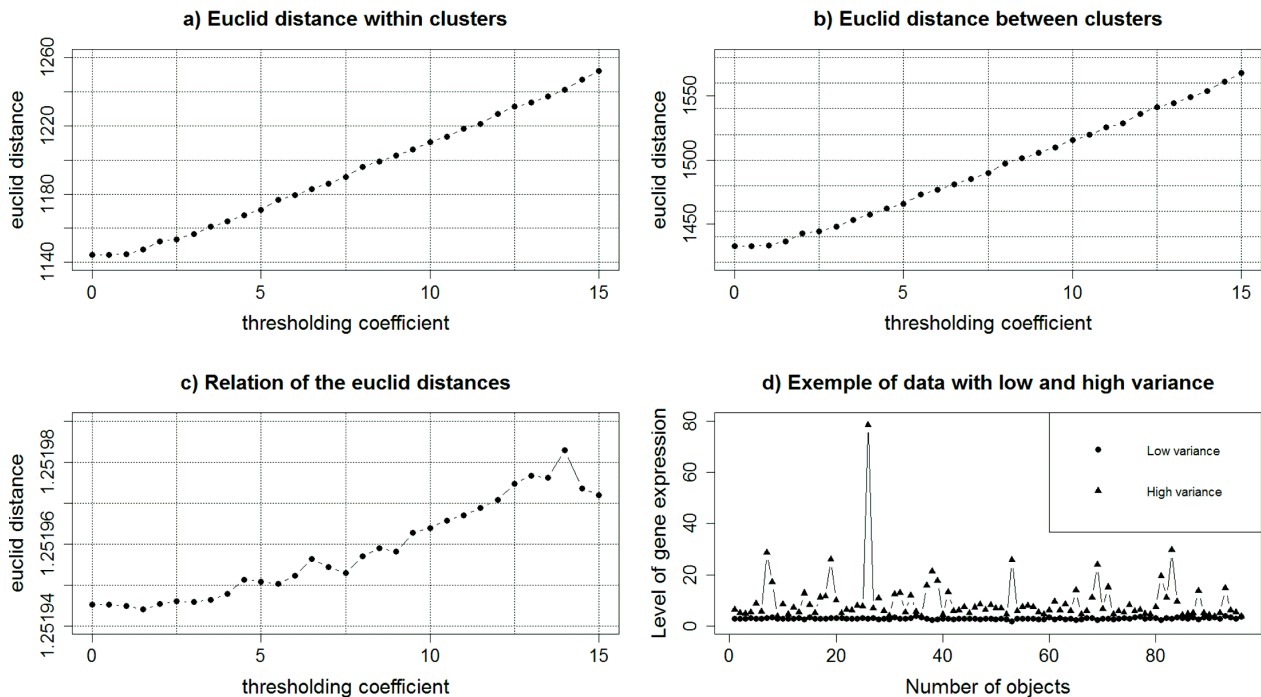 a) Euclid distance within clusters
euclid distance
1140
1180
1220
1260
0 5 10 15
thresholding coefficient
b) Euclid distance between clusters
euclid distance
1450
1500
1550
0 5 10 15
thresholding coefficient
c) Relation of the euclid distances
euclid distance
1.25194
1.25196
1.25198
0 5 10 15
thresholding coefficient
d) Exemple of data with low and high variance
Level of gene expression
0
20
40
60
80
Low variance
High variance
0 20 40 60 80
Number of objects